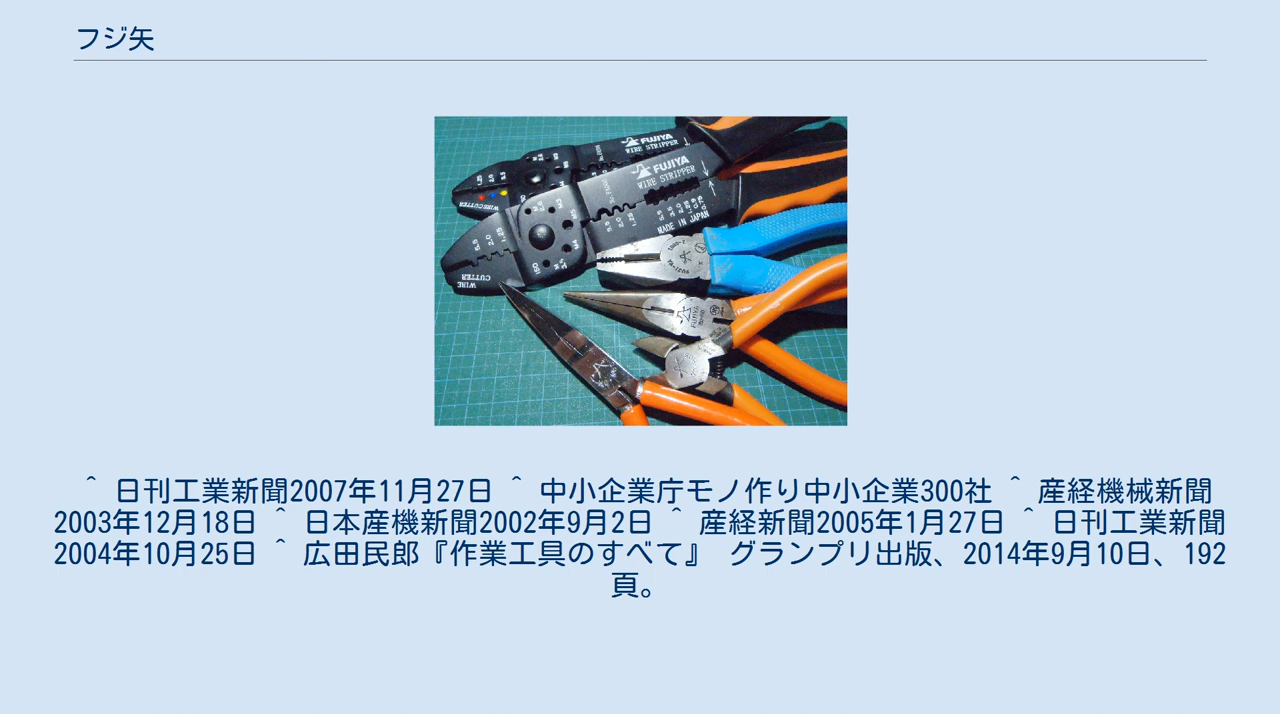 フジ矢
FUJIYA
WIRE STRIPPER
FUJIYA
WIRE STRIPPER
MADE IN JAPAN
WIRE CUTTER
CUTTER
WIRE
FUJIYA
^ 日刊工業新聞2007年11月27日 ^ 中小企業庁モノ作り中小企業300社 ^ 産経機械新聞
2003年12月18日 ^ 日本産機新聞2002年9月2日 ^ 産経新聞2005年1月27日 ^ 日刊工業新聞
2004年10月25日 ^ 広田民郎『作業工具のすべて』 グランプリ出版、2014年9月10日、192
頁。